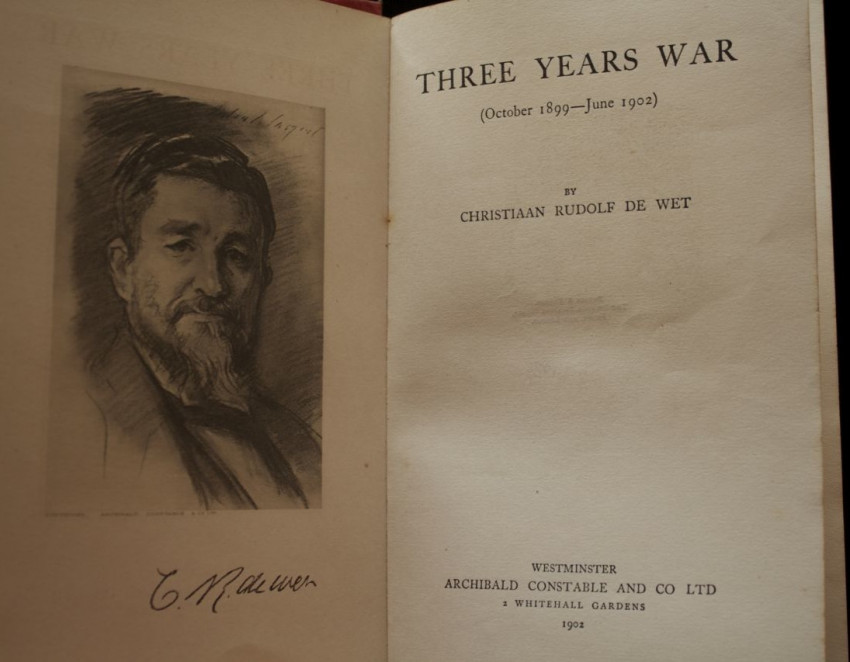 C. R. de Wet
THREE YEARS WAR
(October 1899—June 1902)
BY
CHRISTIAAN RUDOLF DE WET
WESTMINSTER
ARCHIBALD CONSTABLE AND CO LTD
2 WHITEHALL GARDENS
1902